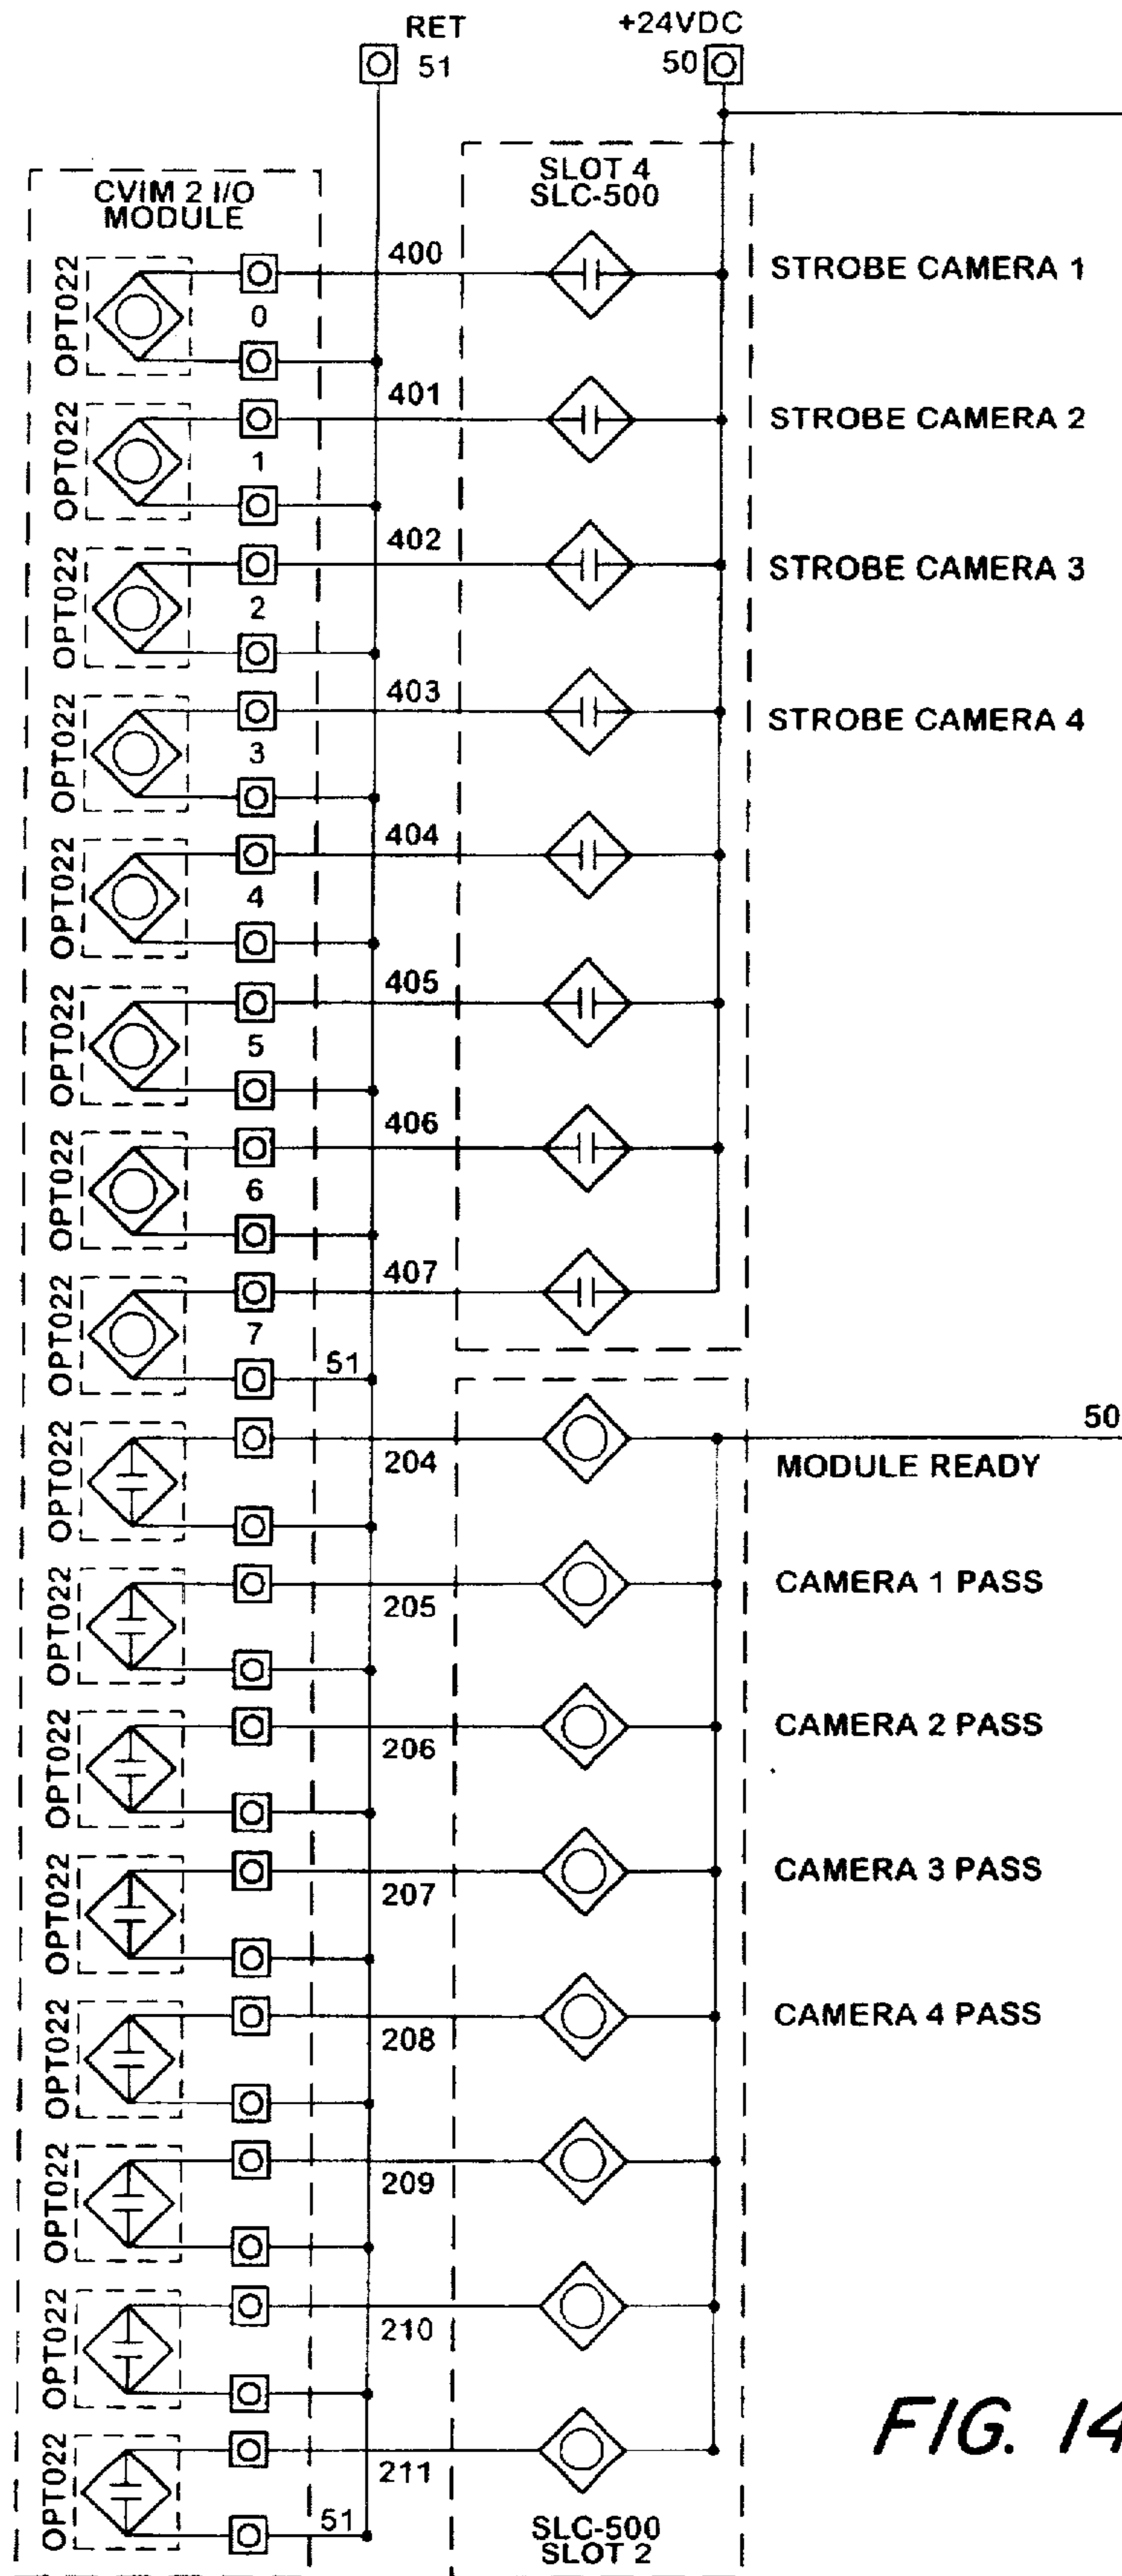 RET
51
+24VDC
50
CVIM 2 I/O
MODULE
SLOT 4
SLC-500
OPT022
0
400
STROBE CAMERA 1
OPT022
1
401
STROBE CAMERA 2
OPT022
2
402
STROBE CAMERA 3
OPT022
3
403
STROBE CAMERA 4
OPT022
4
404
OPT022
5
405
OPT022
6
406
OPT022
7
407
51
50
OPT022
204
MODULE READY
OPT022
205
CAMERA 1 PASS
OPT022
206
CAMERA 2 PASS
OPT022
207
CAMERA 3 PASS
OPT022
208
CAMERA 4 PASS
OPT022
209
OPT022
210
OPT022
211
51
SLC-500
SLOT 2
FIG. 14